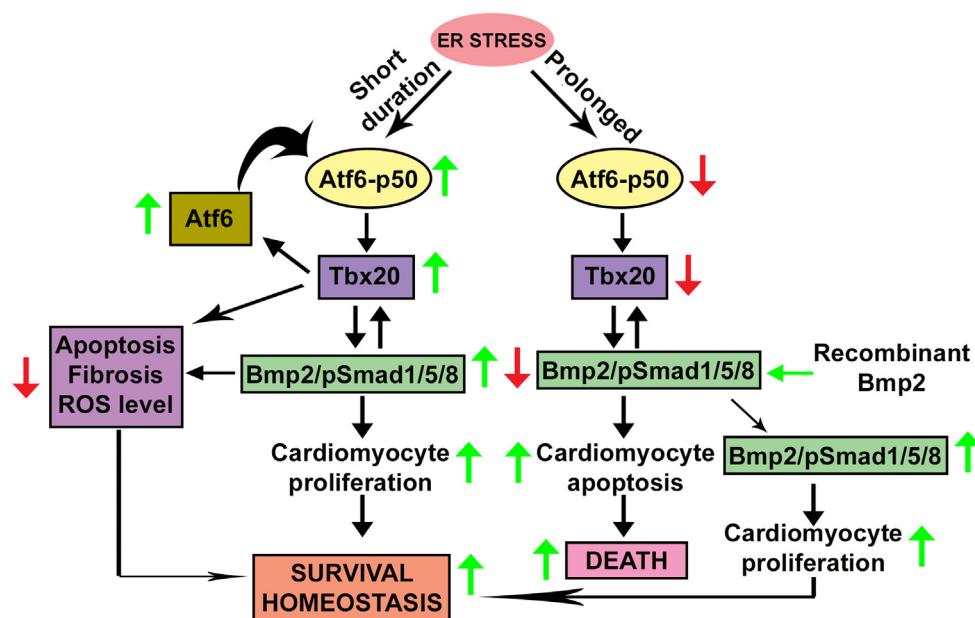 ER STRESS
Short
duration
Prolonged
Atf6-p50
Atf6-p50
Atf6
Tbx20
Tbx20
Apoptosis
Fibrosis
ROS level
Bmp2/pSmad1/5/8
Bmp2/pSmad1/5/8
Recombinant
Bmp2
Cardiomyocyte
proliferation
Cardiomyocyte
apoptosis
Bmp2/pSmad1/5/8
Cardiomyocyte
proliferation
SURVIVAL
HOMEOSTASIS
DEATH